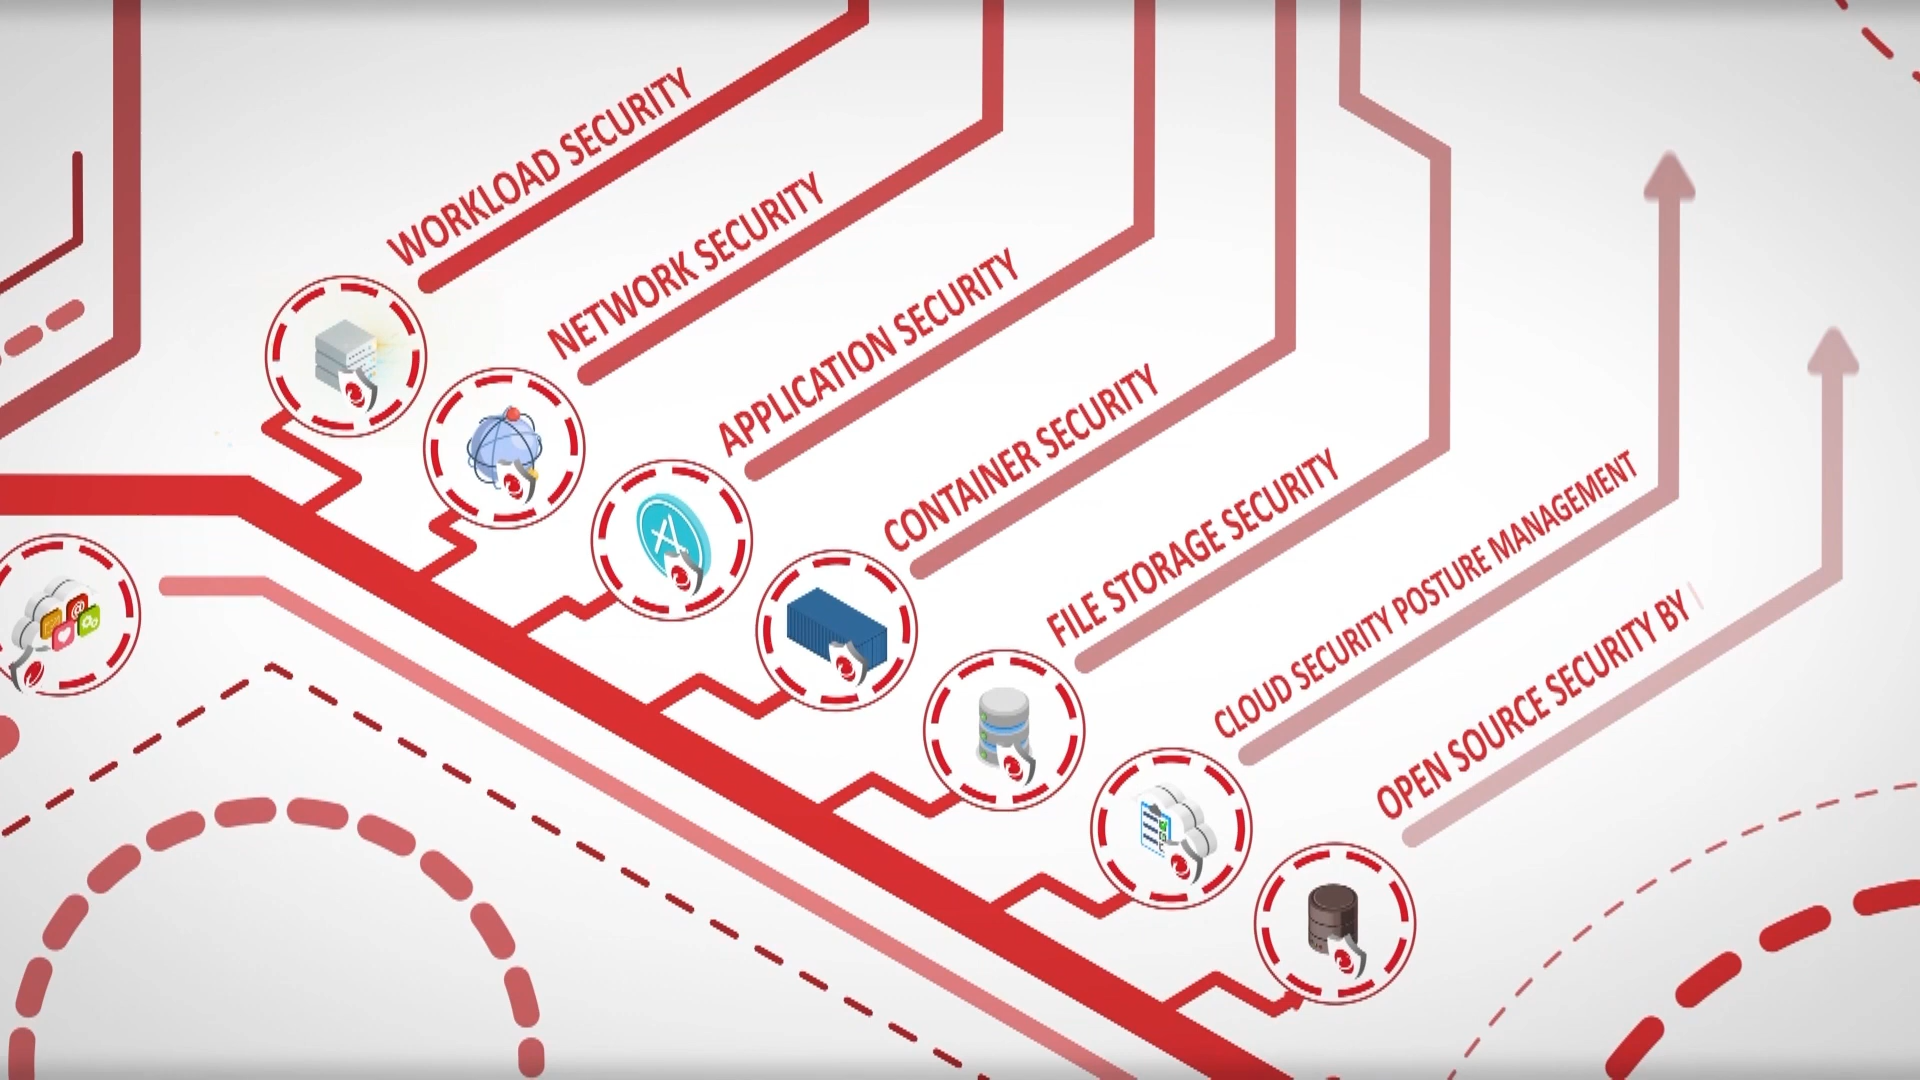 WORKLOAD SECURITY
NETWORK SECURITY
APPLICATION SECURITY
CONTAINER SECURITY
FILE STORAGE SECURITY
CLOUD SECURITY POSTURE MANAGEMENT
OPEN SOURCE SECURITY BY